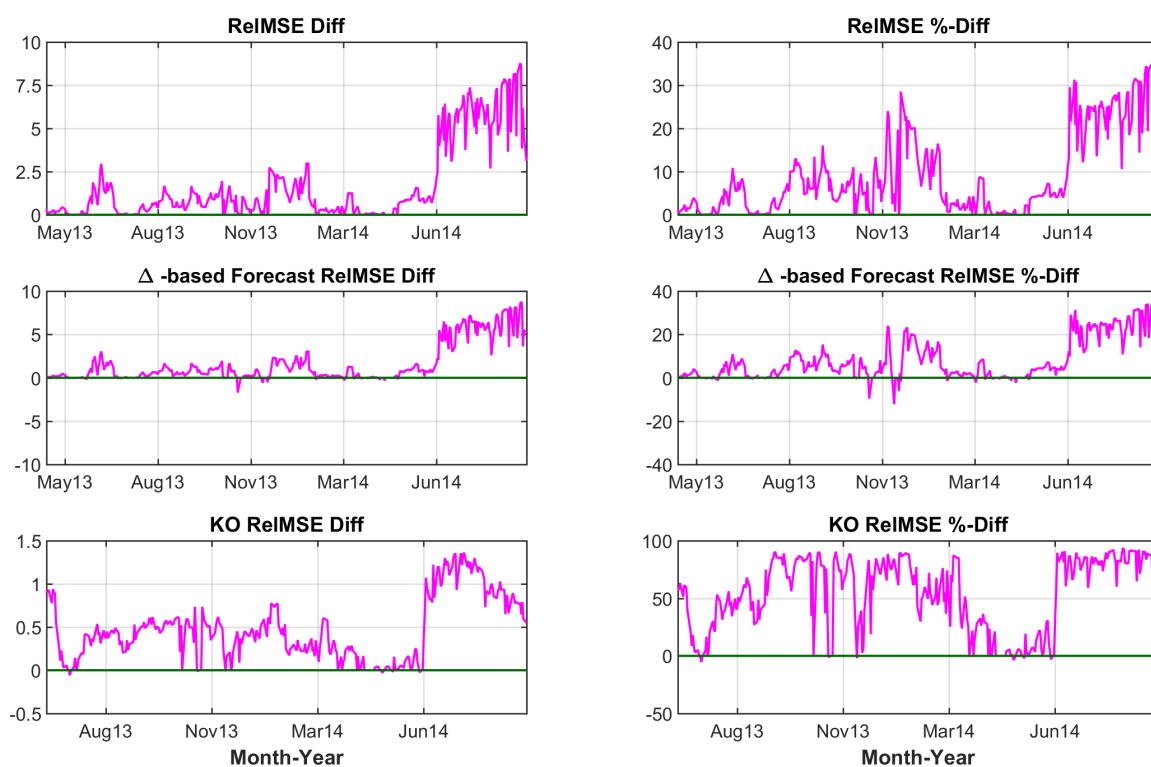 RelMSE Diff
10
7.5
5
2.5
0
May13 Aug13 Nov13 Mar14 Jun14
RelMSE %-Diff
40
30
20
10
0
May13 Aug13 Nov13 Mar14 Jun14
Δ -based Forecast RelMSE Diff
10
5
0
-5
-10
May13 Aug13 Nov13 Mar14 Jun14
Δ -based Forecast RelMSE %-Diff
40
20
0
-20
-40
May13 Aug13 Nov13 Mar14 Jun14
KO RelMSE Diff
1.5
1
0.5
0
-0.5
Aug13 Nov13 Mar14 Jun14
Month-Year
KO RelMSE %-Diff
100
50
0
-50
Aug13 Nov13 Mar14 Jun14
Month-Year